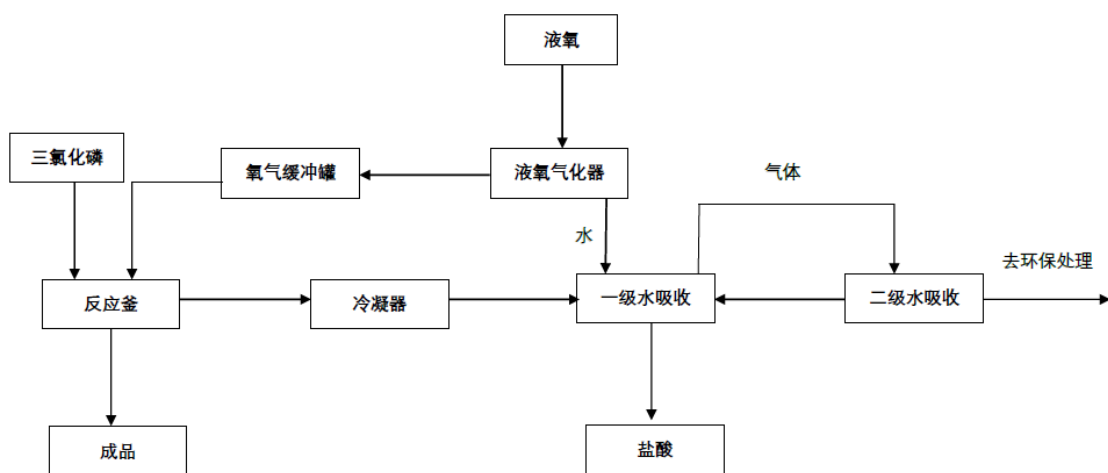 液氧
三氯化磷
氧气缓冲罐
液氧气化器
气体
水
去环保处理
反应釜
冷凝器
一级水吸收
二级水吸收
成品
盐酸